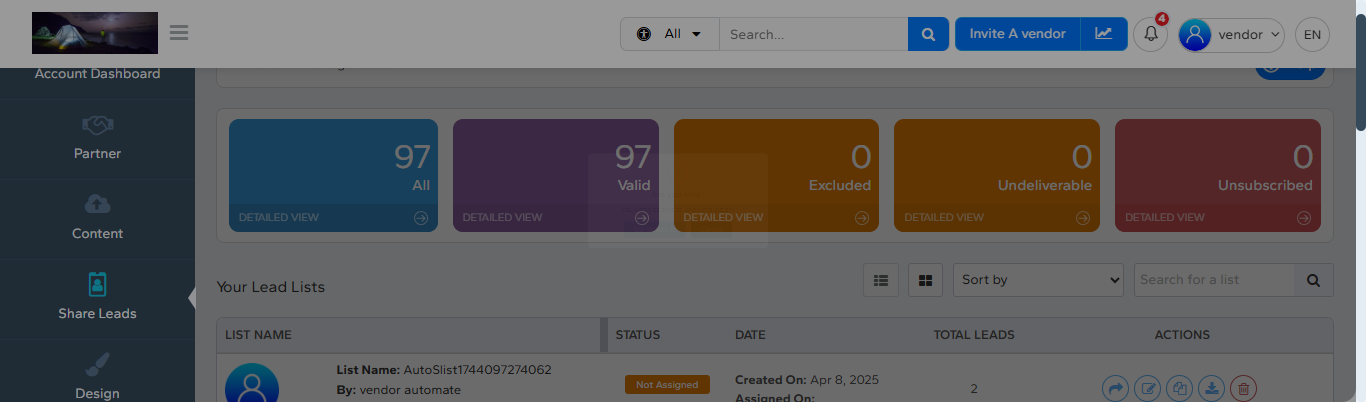 All
Search...
Invite A vendor
4
vendor
EN
Account Dashboard
Partner
Content
Share Leads
Design
97
All
DETAILED VIEW
97
Valid
DETAILED VIEW
0
Excluded
DETAILED VIEW
0
Undeliverable
DETAILED VIEW
0
Unsubscribed
DETAILED VIEW
Your Lead Lists
Sort by
Search for a list
LIST NAME
STATUS
DATE
TOTAL LEADS
ACTIONS
List Name: AutoSlist1744097274062
By: vendor automate
Not Assigned
Created On: Apr 8, 2025
Assigned On:
2